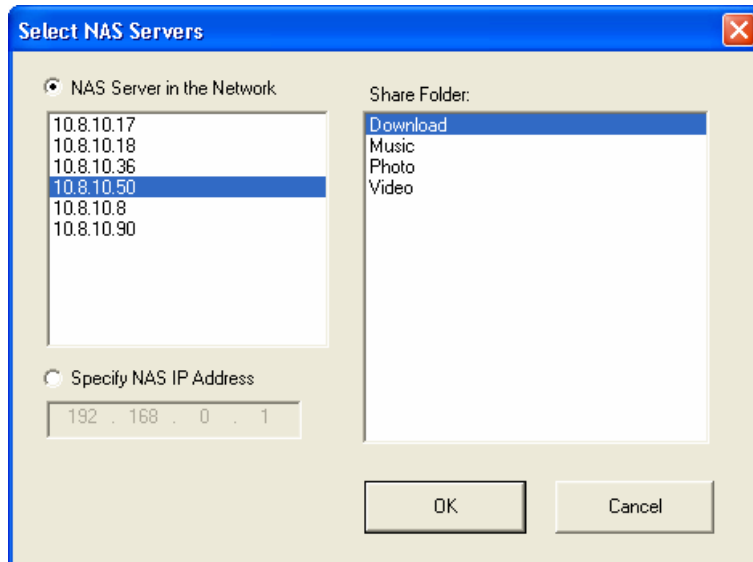 Select NAS Servers
NAS Server in the Network
10.8.10.17
10.8.10.18
10.8.10.36
10.8.10.50
10.8.10.8
10.8.10.90
Specify NAS IP Address
192 . 168 . 0 . 1
Share Folder:
Download
Music
Photo
Video
OK
Cancel